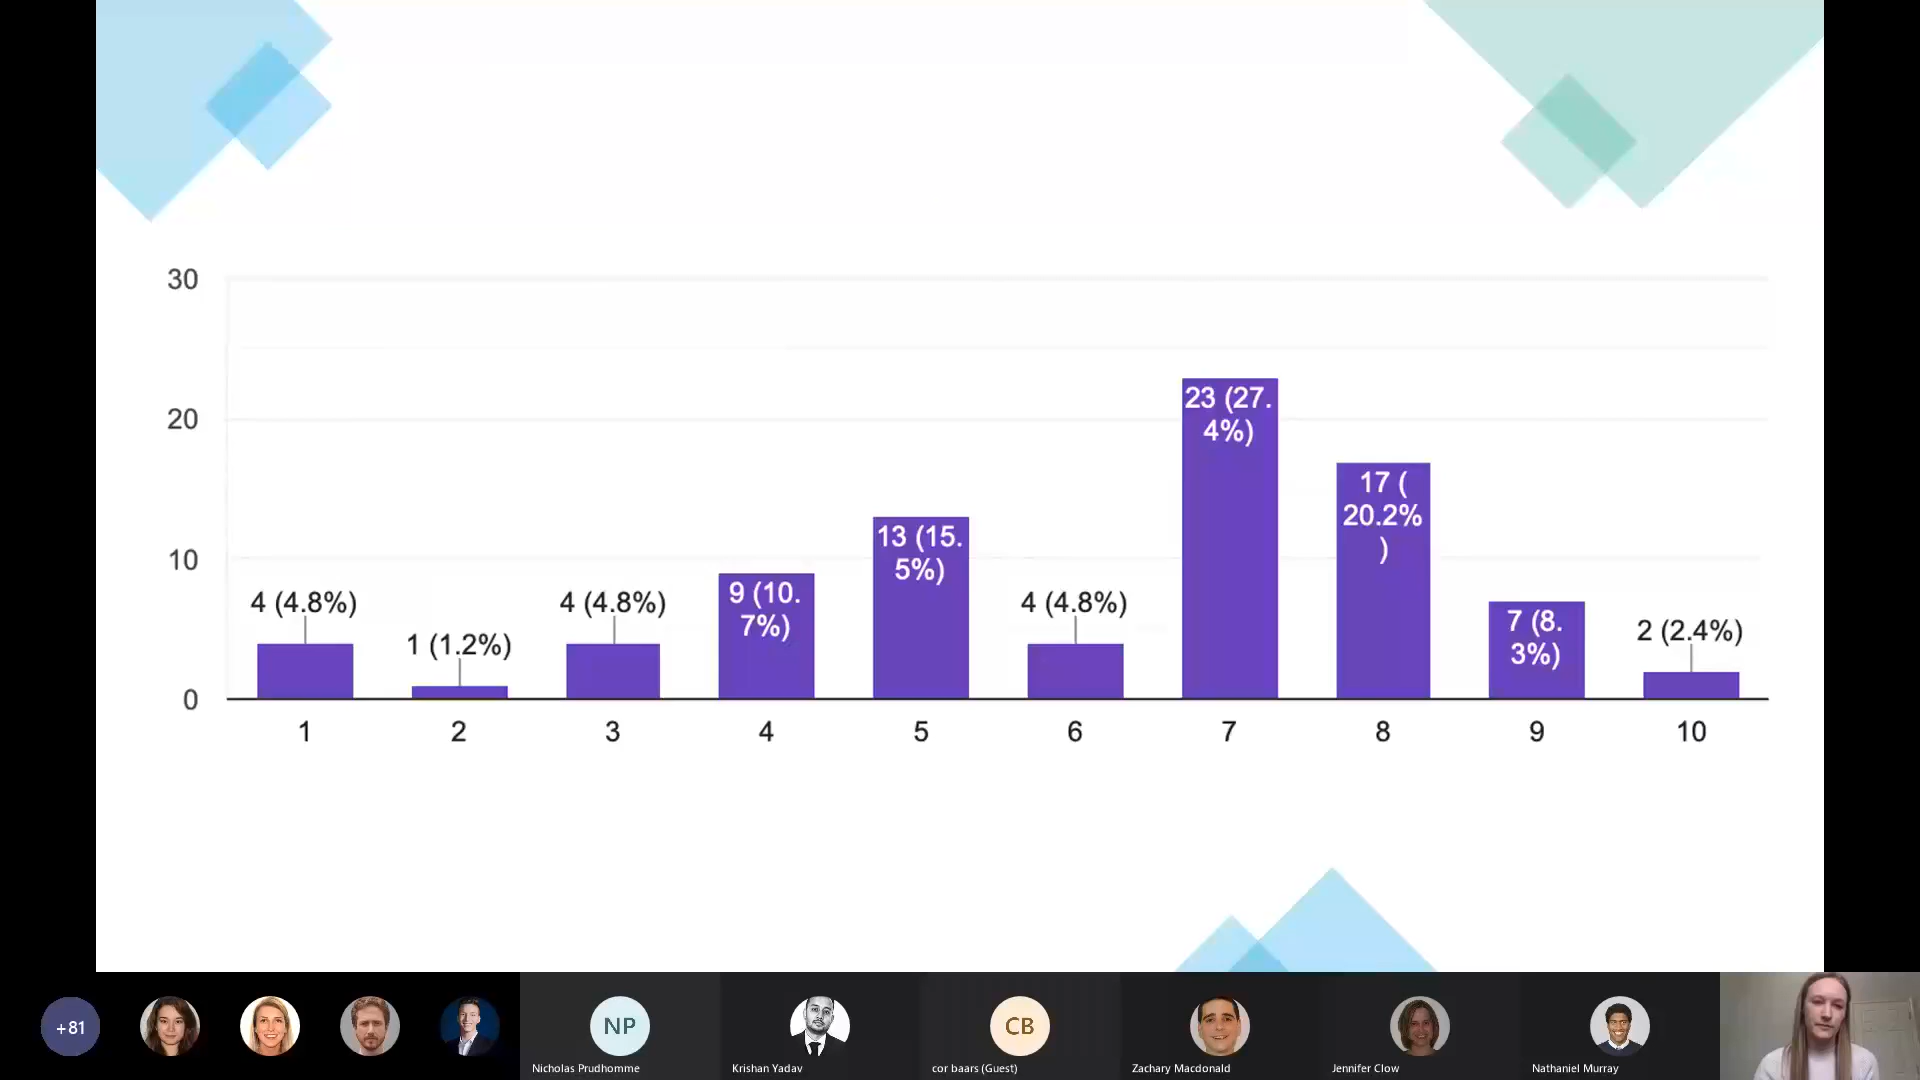 30
20
10
0
4 (4.8%)
1 (1.2%)
4 (4.8%)
9 (10.
7%)
13 (15.
5%)
4 (4.8%)
23 (27.
4%)
17 (
20.2%
)
7 (8.
3%)
2 (2.4%)
1 2 3 4 5 6 7 8 9 10
+81
NP
CB
Nicholas Prudhomme
Krishan Yadav
cor baars (Guest)
Zachary Macdonald
Jennifer Clow
Nathaniel Murray